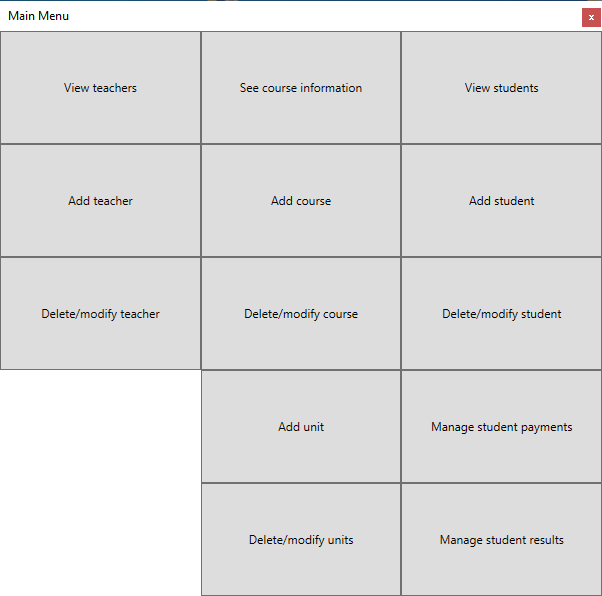 Main Menu
x
View teachers
See course information
View students
Add teacher
Add course
Add student
Delete/modify teacher
Delete/modify course
Delete/modify student
Add unit
Manage student payments
Delete/modify units
Manage student results